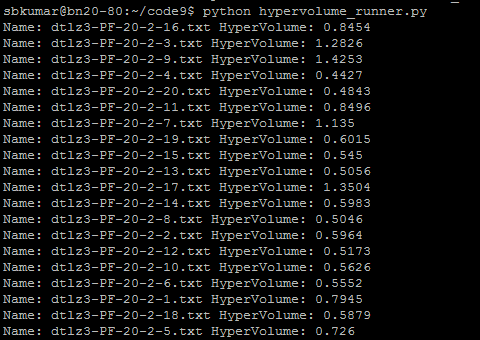 sbkumar@bn20-80:~/code9$ python hypervolume_runner.py
Name: dtlz3-PF-20-2-16.txt HyperVolume: 0.8454
Name: dtlz3-PF-20-2-3.txt HyperVolume: 1.2826
Name: dtlz3-PF-20-2-9.txt HyperVolume: 1.4253
Name: dtlz3-PF-20-2-4.txt HyperVolume: 0.4427
Name: dtlz3-PF-20-2-20.txt HyperVolume: 0.4843
Name: dtlz3-PF-20-2-11.txt HyperVolume: 0.8496
Name: dtlz3-PF-20-2-7.txt HyperVolume: 1.135
Name: dtlz3-PF-20-2-19.txt HyperVolume: 0.6015
Name: dtlz3-PF-20-2-15.txt HyperVolume: 0.545
Name: dtlz3-PF-20-2-13.txt HyperVolume: 0.5056
Name: dtlz3-PF-20-2-17.txt HyperVolume: 1.3504
Name: dtlz3-PF-20-2-14.txt HyperVolume: 0.5983
Name: dtlz3-PF-20-2-8.txt HyperVolume: 0.5046
Name: dtlz3-PF-20-2-2.txt HyperVolume: 0.5964
Name: dtlz3-PF-20-2-12.txt HyperVolume: 0.5173
Name: dtlz3-PF-20-2-10.txt HyperVolume: 0.5626
Name: dtlz3-PF-20-2-6.txt HyperVolume: 0.5552
Name: dtlz3-PF-20-2-1.txt HyperVolume: 0.7945
Name: dtlz3-PF-20-2-18.txt HyperVolume: 0.5879
Name: dtlz3-PF-20-2-5.txt HyperVolume: 0.726